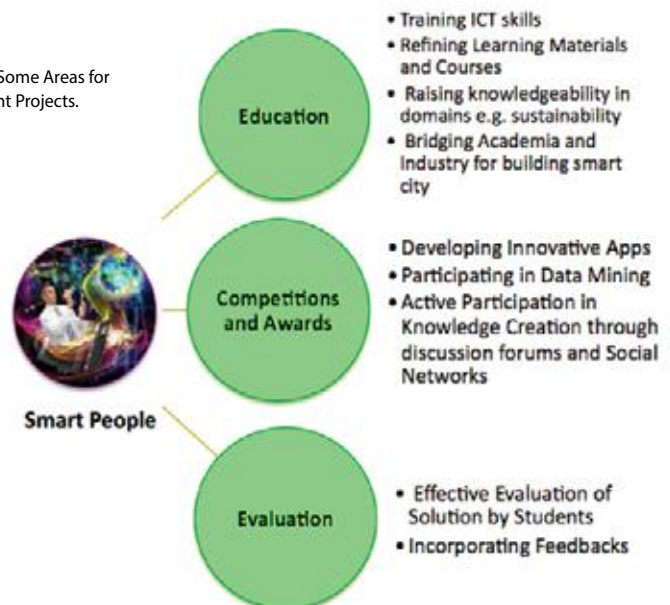 Some Areas for
nt Projects.
Education
• Training ICT skills
• Refining Learning Materials
and Courses
• Raising knowledgeability in
domains e.g. sustainability
• Bridging Academia and
Industry for building smart
city
Smart People
Competitions
and Awards
• Developing Innovative Apps
• Participating in Data Mining
• Active Participation in
Knowledge Creation through
discussion forums and Social
Networks
Evaluation
• Effective Evaluation of
Solution by Students
• Incorporating Feedbacks